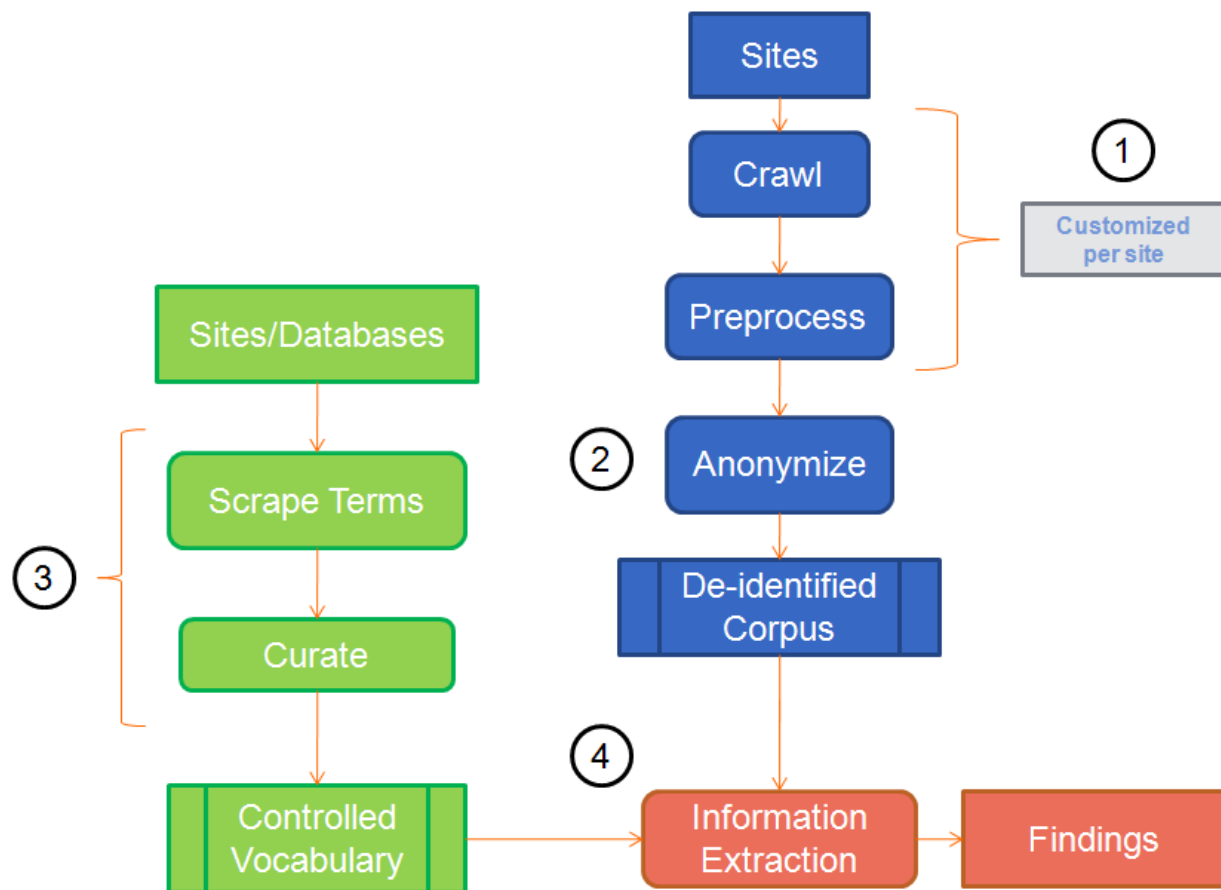 Sites
Crawl
1
Customized
per site
Preprocess
Sites/Databases
2
Anonymize
Scrape Terms
3
De-identified
Corpus
Curate
4
Controlled
Vocabulary
Information
Extraction
Findings